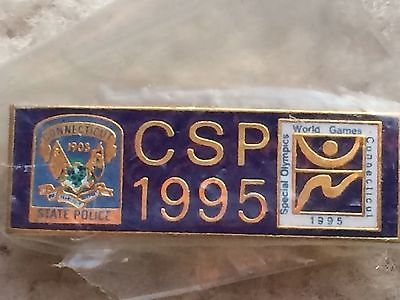 CONNECTICUT
1903
STATE POLICE
CSP
1995
Special Olympics
World Games
Connecticut
1995